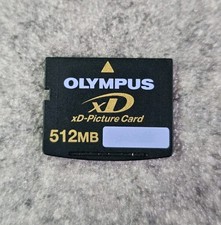 OLYMPUS
xD
xD-Picture Card
512MB